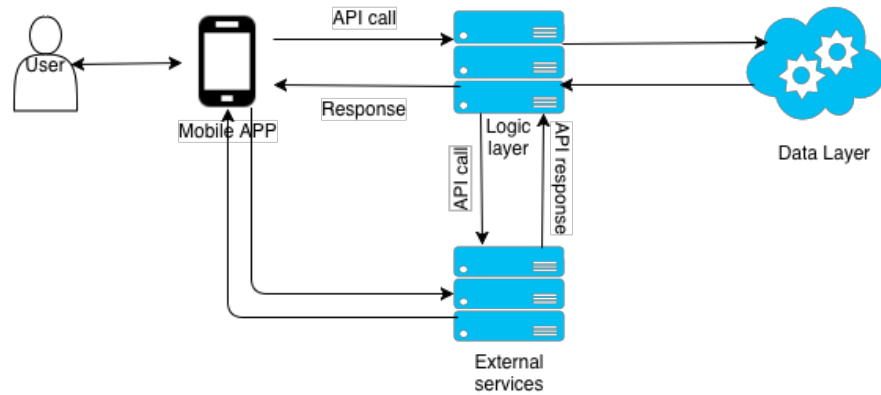 API call
User
Response
Mobile APP
Logic
layer
API call
API response
Data Layer
External
services